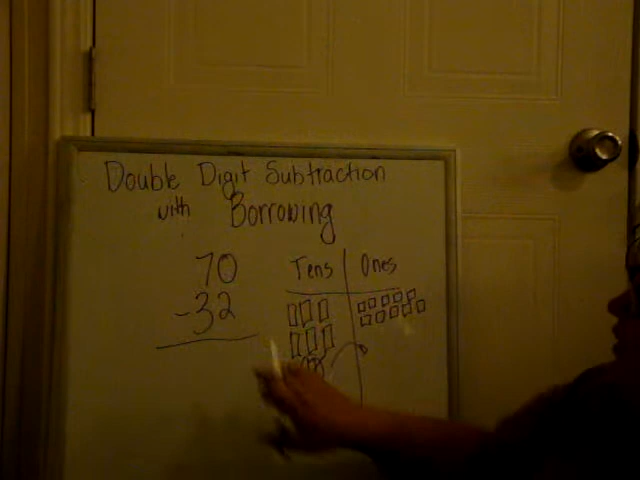 Double Digit Subtraction
with Borrowing
70
-32
Tens Ones